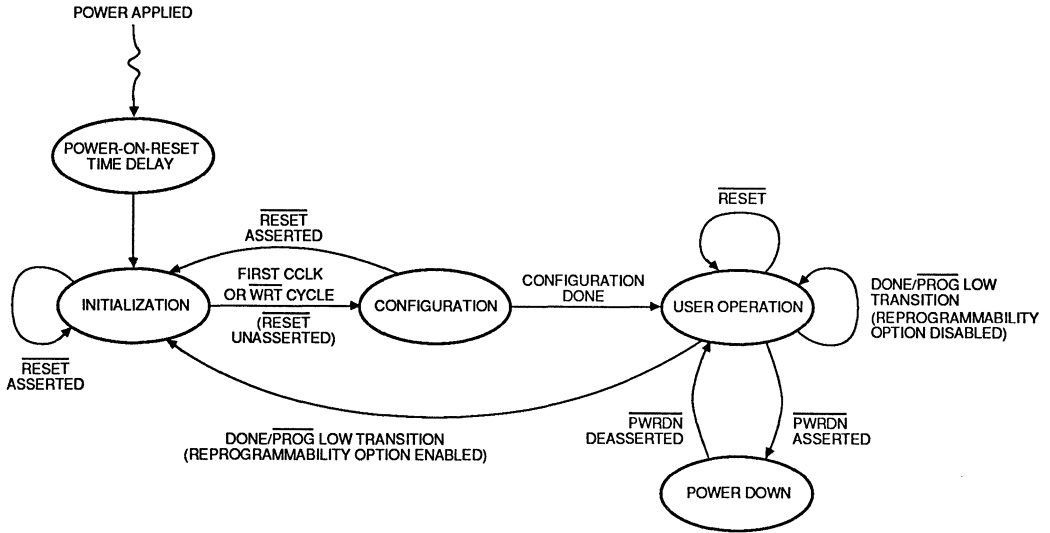 POWER APPLIED
POWER-ON-RESET
TIME DELAY
RESET
RESET
ASSERTED
FIRST CCLK
OR WRT CYCLE
(RESET
UNASSERTED)
CONFIGURATION
DONE
DONE/PROG LOW
TRANSITION
(REPROGRAMMABILITY
OPTION DISABLED)
INITIALIZATION
CONFIGURATION
USER OPERATION
RESET
ASSERTED
DONE/PROG LOW TRANSITION
(REPROGRAMMABILITY OPTION ENABLED)
PWRDN
DEASSERTED
PWRDN
ASSERTED
POWER DOWN